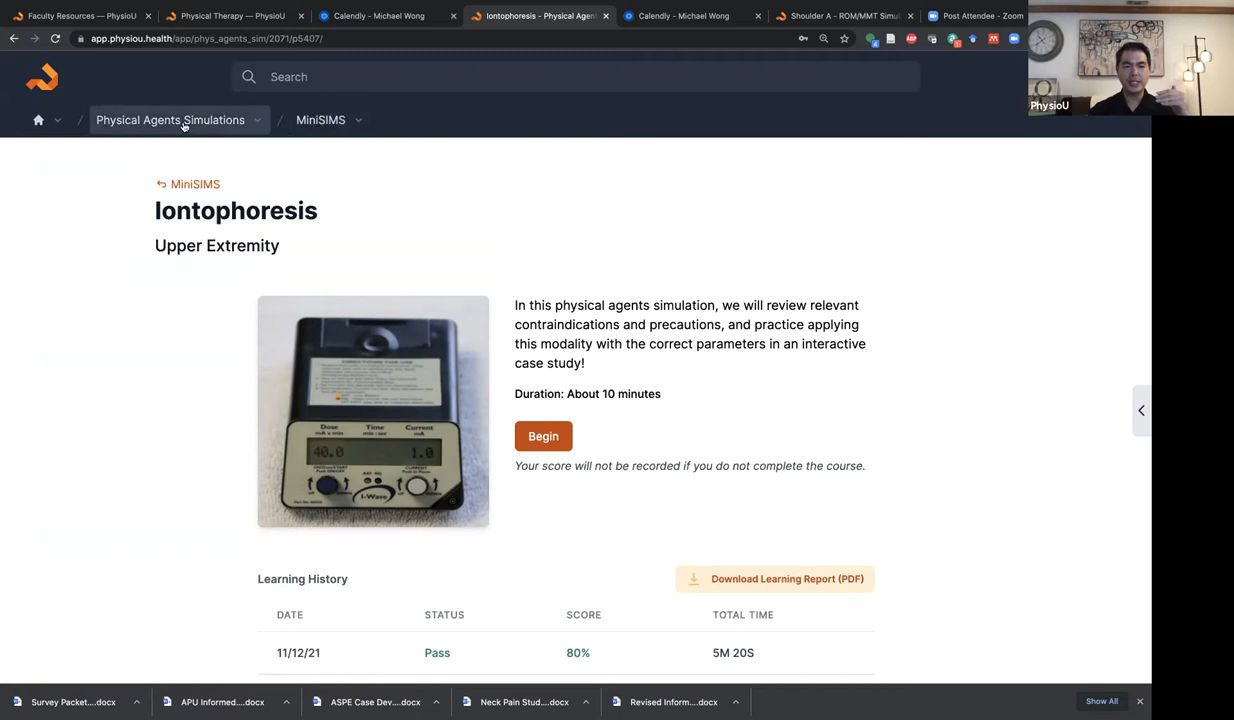 Faculty Resources — PhysioU
Physical Therapy — PhysioU
Calendly - Michael Wong
Iontophoresis - Physical Agent
Calendly - Michael Wong
Shoulder A - ROM/MMT Simul
Post Attendee - Zoom
app.physiou.health/app/phys_agents_sim/2071/p5407/
Search
PhysioU
Physical Agents Simulations
/
MiniSIMS
MiniSIMS
Iontophoresis
Upper Extremity
In this physical agents simulation, we will review relevant
contraindications and precautions, and practice applying
this modality with the correct parameters in an interactive
case study!
Duration: About 10 minutes
Begin
Your score will not be recorded if you do not complete the course.
Dose Time Current
40.0 1.0
I-Wave
Learning History
Download Learning Report (PDF)
DATE STATUS SCORE TOTAL TIME
11/12/21 Pass 80% 5M 20S
Survey Packet....docx
APU Informed....docx
ASPE Case Dev....docx
Neck Pain Stud....docx
Revised Inform....docx
Show All